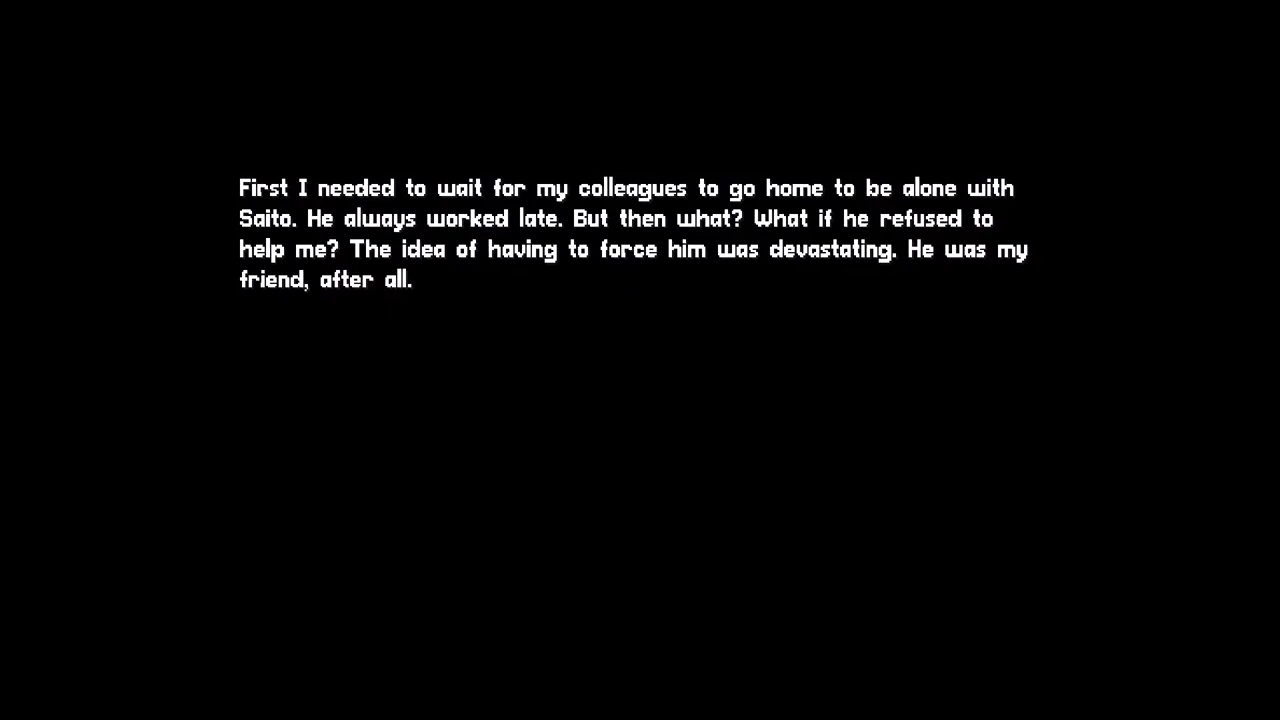 First I needed to wait for my colleagues to go home to be alone with
Saito. He always worked late. But then what? What if he refused to
help me? The idea of having to force him was devastating. He was my
friend, after all.